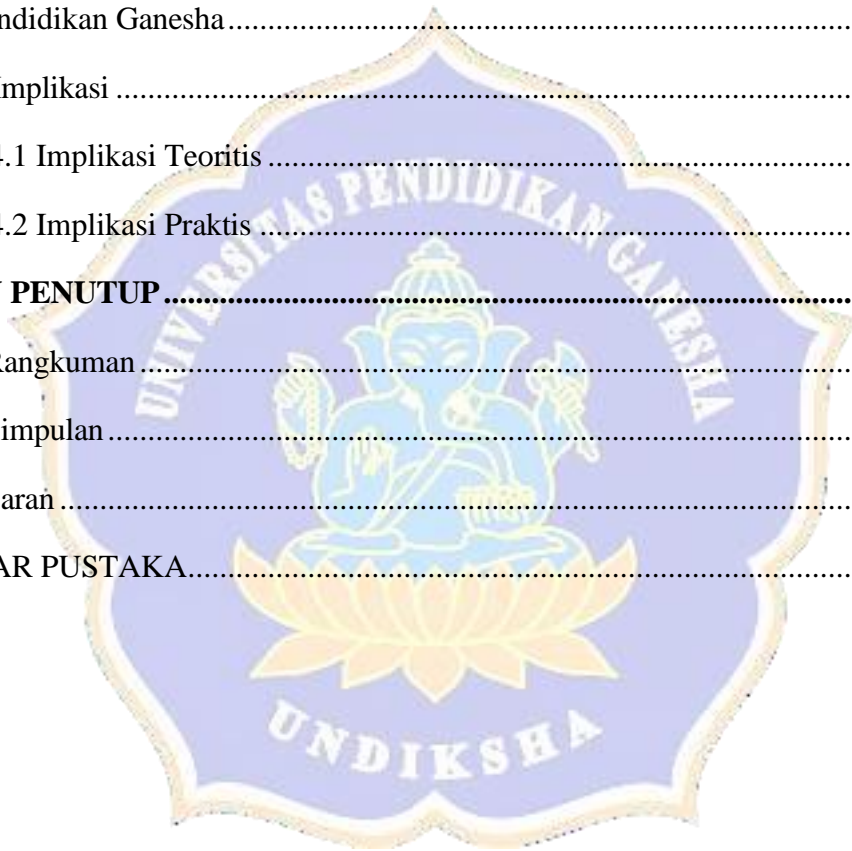 ndidikan Ganesha........................................................................................
Implikasi ........................................................................................
4.1 Implikasi Teoritis ........................................................................................
4.2 Implikasi Praktis ........................................................................................
PENUTUP........................................................................................
Rangkuman ........................................................................................
impulan ........................................................................................
aran ........................................................................................
AR PUSTAKA........................................................................................
UNIVERSITAS PENDIDIKAN GANESHA
UNDIKSHA